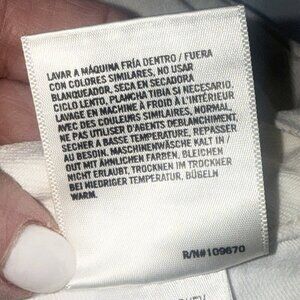 LAVAR A MÁQUINA FRÍA DENTRO / FUERA
CON COLORES SIMILARES, NO USAR
BLANQUEADOR, SECA EN SECADORA
CICLO LENTO, PLANCHA TIBIA SI NECESARIO,
LAVAGE EN MACHINE À FROID À L'INTÉRIEUR
AVEC DES COULEURS SIMILAIRES, NORMAL,
NE PAS UTILISER D'AGENTS DEBLANCHIMENT,
SECHER A BASSE TEMPERATURE, REPASSER
AU BESOIN. MASCHINENWÄSCHE KALT IN /
OUT MIT ÄHNLICHEN FARBEN, BLEICHEN
NICHT ERLAUBT, TROCKNEN IM TROCKNER
BEI NIEDRIGER TEMPERATUR, BÜGELN
WARM.
R/N#109670